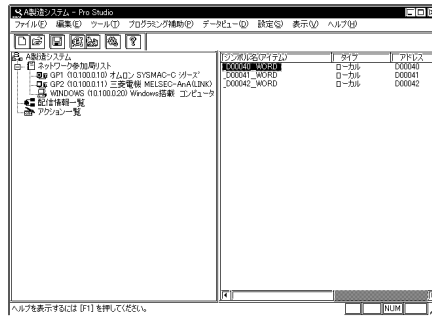 A製造システム - Pro Studio
ファイル(F) 編集(E) ツール(T) プログラミング補助(P) データビュー(D) 設定(S) 表示(V) ヘルプ(H)
A製造システム
ネットワーク参加局リスト
GP1 (10.100.0.10) オムロン SYSMAC-C シリーズ
GP2 (10.100.0.11) 三菱電機 MELSEC-AnA(LINK)
WINDOWS (10.100.0.20) Windows搭載 コンピュータ
配信情報一覧
アクション一覧
シンボル名(アイテム) タイプ アドレス
_D00040_WORD ローカル D00040
_D00041_WORD ローカル D00041
_D00042_WORD ローカル D00042
ヘルプを表示するには [F1] を押してください。
NUM